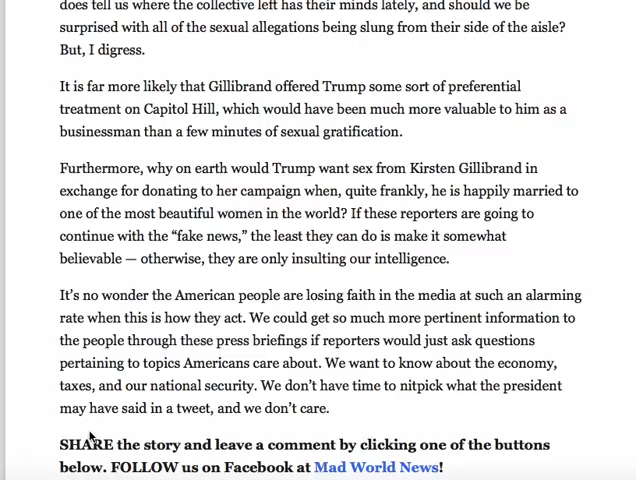 does tell us where the collective left has their minds lately, and should we be
surprised with all of the sexual allegations being slung from their side of the aisle?
But, I digress.
It is far more likely that Gillibrand offered Trump some sort of preferential
treatment on Capitol Hill, which would have been much more valuable to him as a
businessman than a few minutes of sexual gratification.
Furthermore, why on earth would Trump want sex from Kirsten Gillibrand in
exchange for donating to her campaign when, quite frankly, he is happily married to
one of the most beautiful women in the world? If these reporters are going to
continue with the “fake news,” the least they can do is make it somewhat
believable — otherwise, they are only insulting our intelligence.
It’s no wonder the American people are losing faith in the media at such an alarming
rate when this is how they act. We could get so much more pertinent information to
the people through these press briefings if reporters would just ask questions
pertaining to topics Americans care about. We want to know about the economy,
taxes, and our national security. We don’t have time to nitpick what the president
may have said in a tweet, and we don’t care.
SHARE the story and leave a comment by clicking one of the buttons
below. FOLLOW us on Facebook at Mad World News!